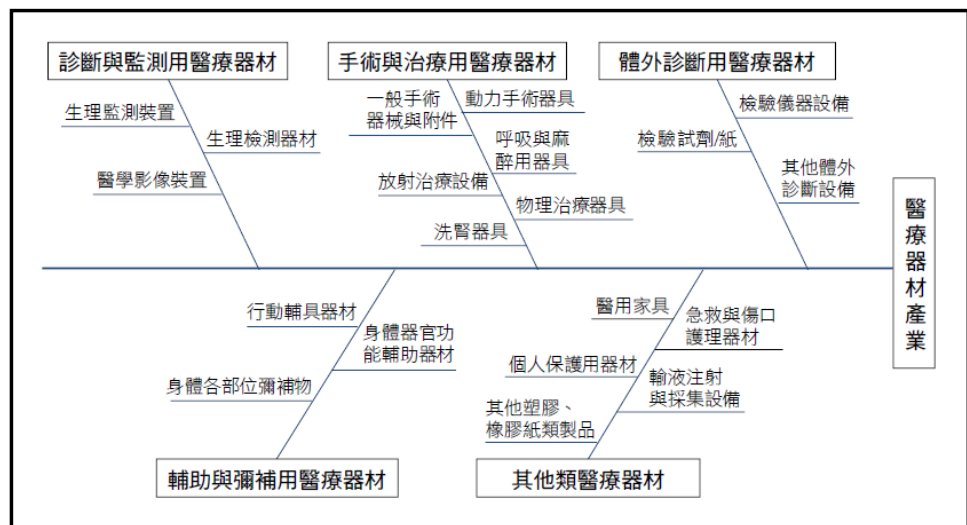 診斷與監測用醫療器材
生理監測裝置
生理檢測器材
醫學影像裝置
手術與治療用醫療器材
一般手術
器械與附件
動力手術器具
呼吸與麻
醉用器具
放射治療設備
物理治療器具
洗腎器具
體外診斷用醫療器材
檢驗儀器設備
檢驗試劑/紙
其他體外
診斷設備
醫療器材產業
行動輔具器材
身體器官功
能輔助器材
身體各部位彌補物
輔助與彌補用醫療器材
醫用家具
急救與傷口
護理器材
個人保護用器材
輸液注射
與採集設備
其他塑膠、
橡膠紙類製品
其他類醫療器材